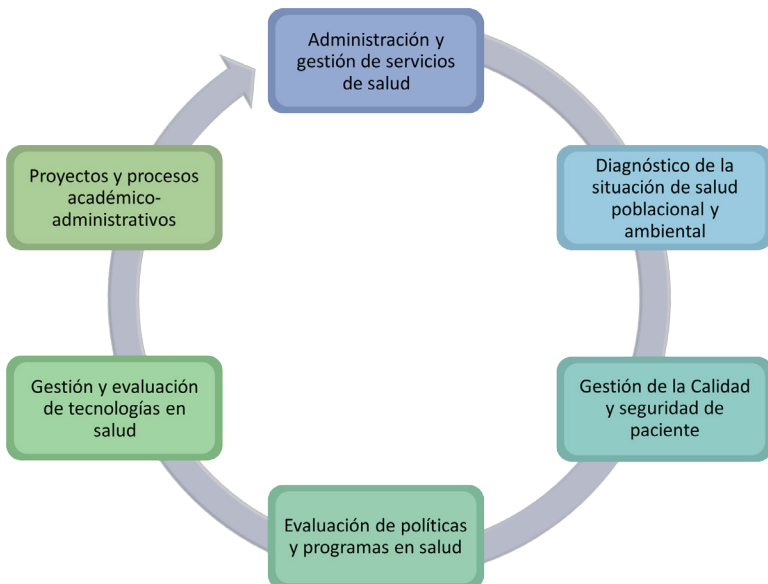 Administración y
gestión de servicios
de salud
Diagnóstico de la
situación de salud
poblacional y
ambiental
Gestión de la Calidad
y seguridad de
paciente
Evaluación de políticas
y programas en salud
Gestión y evaluación
de tecnologías en
salud
Proyectos y procesos
académico-
administrativos